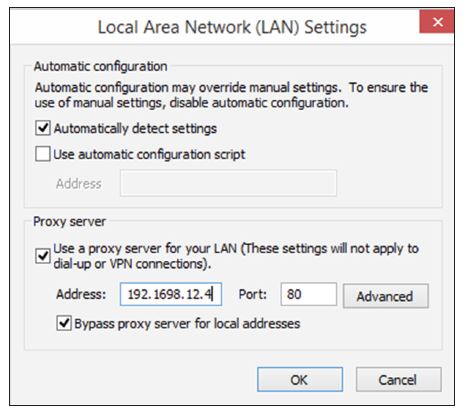 Local Area Network (LAN) Settings
Automatic configuration
Automatic configuration may override manual settings. To ensure the
use of manual settings, disable automatic configuration.
Automatically detect settings
Use automatic configuration script
Address
Proxy server
Use a proxy server for your LAN (These settings will not apply to
dial-up or VPN connections).
Address: 192.1698.12.4 Port: 80 Advanced
Bypass proxy server for local addresses
OK Cancel